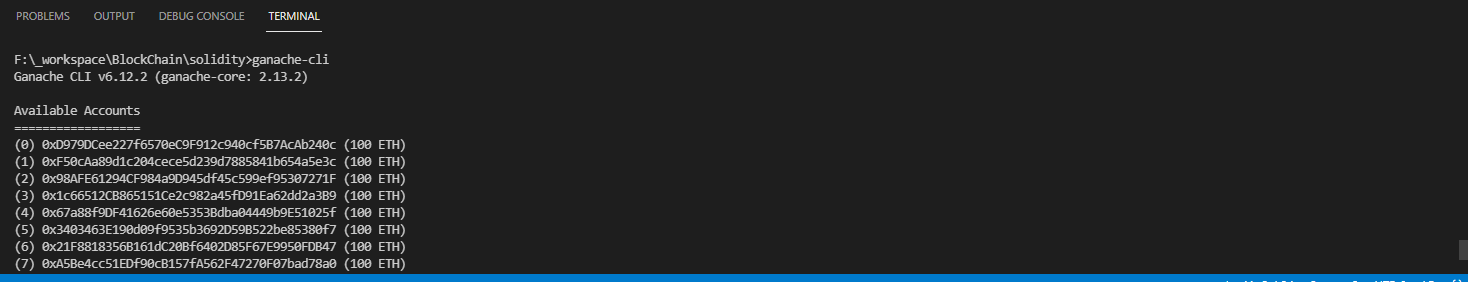 PROBLEMS OUTPUT DEBUG CONSOLE TERMINAL
F:\_workspace\BlockChain\solidity>ganache-cli
Ganache CLI v6.12.2 (ganache-core: 2.13.2)
Available Accounts
==================
(0) 0xD979DCee227f6570eC9F912c940cf5B7AcAb240c (100 ETH)
(1) 0xF50cAa89d1c204cece5d239d7885841b654a5e3c (100 ETH)
(2) 0x98AFE61294CF984a9D945df45c599ef95307271F (100 ETH)
(3) 0x1c66512CB865151Ce2c982a45fD91Ea62dd2a3B9 (100 ETH)
(4) 0x67a88f9DF41626e60e5353Bdba04449b9E51025f (100 ETH)
(5) 0x3403463E190d09f9535b3692D59B522be85380f7 (100 ETH)
(6) 0x21F8818356B161dC20Bf6402D85F67E9950FDB47 (100 ETH)
(7) 0xA5Be4cc51EDf90cB157fA562F47270F07bad78a0 (100 ETH)